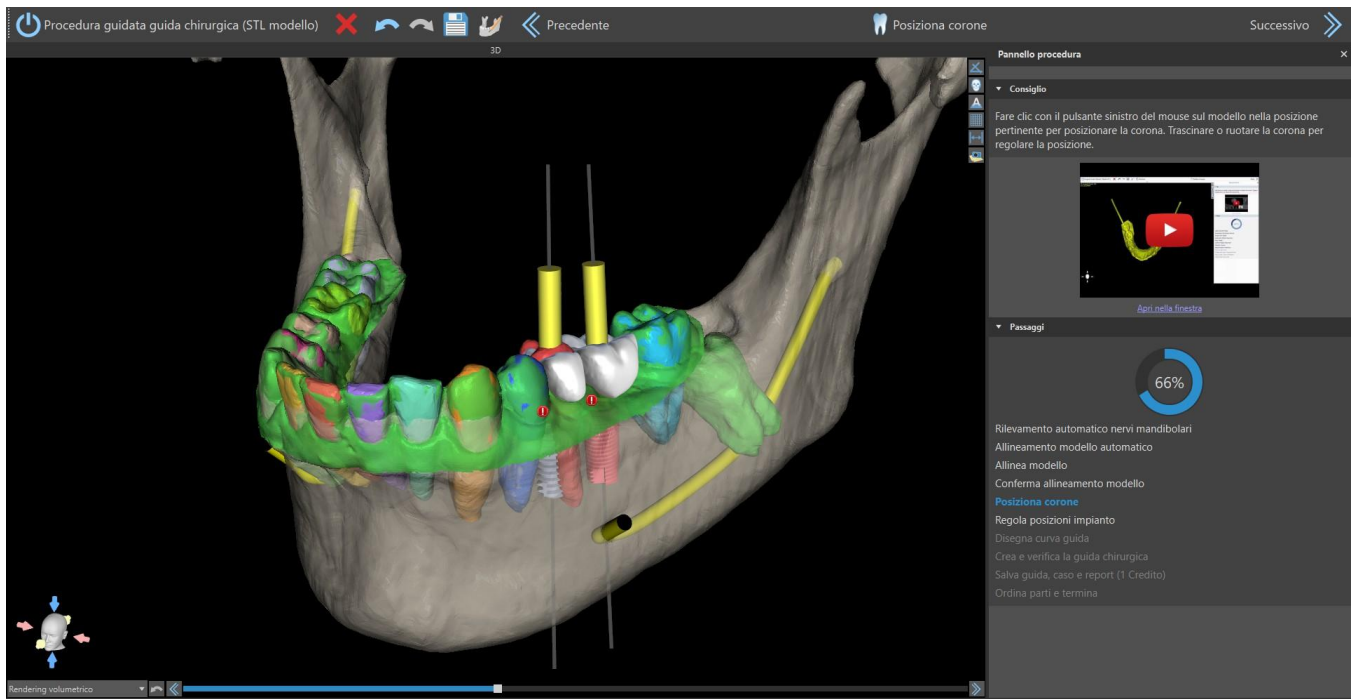 Procedura guidata guida chirurgica (STL modello)
Precedente
Posiziona corone
Successivo
3D
Pannello procedura
Consiglio
Fare clic con il pulsante sinistro del mouse sul modello nella posizione
pertinente per posizionare la corona. Trascinare o ruotare la corona per
regolare la posizione.
Apri nella finestra
Passaggi
66%
Rilevamento automatico nervi mandibolari
Allineamento modello automatico
Allinea modello
Conferma allineamento modello
Posiziona corone
Regola posizioni impianto
Disegna curva guida
Crea e verifica la guida chirurgica
Salva guida, caso e report (1 Credito)
Ordina parti e termina
Rendering volumetrico